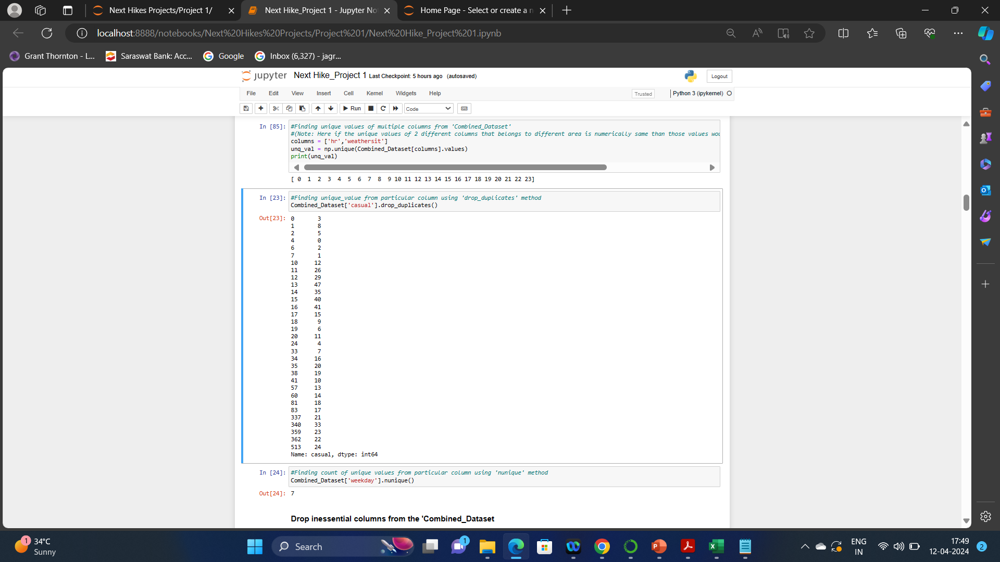 Next Hikes Projects/Project 1/
Next Hike_Project 1 - Jupyter No
Home Page - Select or create a n
localhost:8888/notebooks/Next%20Hikes%20Projects/Project%201/Next%20Hike_Project%201.ipynb
Grant Thornton - L...
Saraswat Bank: Acc...
Google
Inbox (6,327) - jagr...
jupyter Next Hike_Project 1 Last Checkpoint: 5 hours ago (autosaved)
Logout
File Edit View Insert Cell Kernel Widgets Help
Trusted
Python 3 (ipykernel)
Run
Code
In [85]: #Finding unique values of multiple columns from 'Combined_Dataset'
#(Note: Here if the unique values of 2 different columns that belongs to different area is numerically same than those values wou
columns = ['hr','weathersit']
unq_val = np.unique(Combined_Dataset[columns].values)
print(unq_val)
[ 0 1 2 3 4 5 6 7 8 9 10 11 12 13 14 15 16 17 18 19 20 21 22 23]
In [23]: #Finding unique_value from particular column using 'drop_duplicates' method
Combined_Dataset['casual'].drop_duplicates()
Out[23]: 0 3
1 8
2 5
4 0
6 2
7 1
10 12
11 26
12 29
13 47
14 35
15 40
16 41
17 15
18 9
19 6
20 11
24 4
33 7
34 16
35 20
38 19
41 10
57 13
60 14
81 18
83 17
337 21
340 33
359 23
362 22
513 24
Name: casual, dtype: int64
In [24]: #Finding count of unique values from particular column using 'nunique' method
Combined_Dataset['weekday'].nunique()
Out[24]: 7
Drop inessential columns from the 'Combined_Dataset
1
34°C
Sunny
Search
1
ENG
IN
17:49
12-04-2024
2